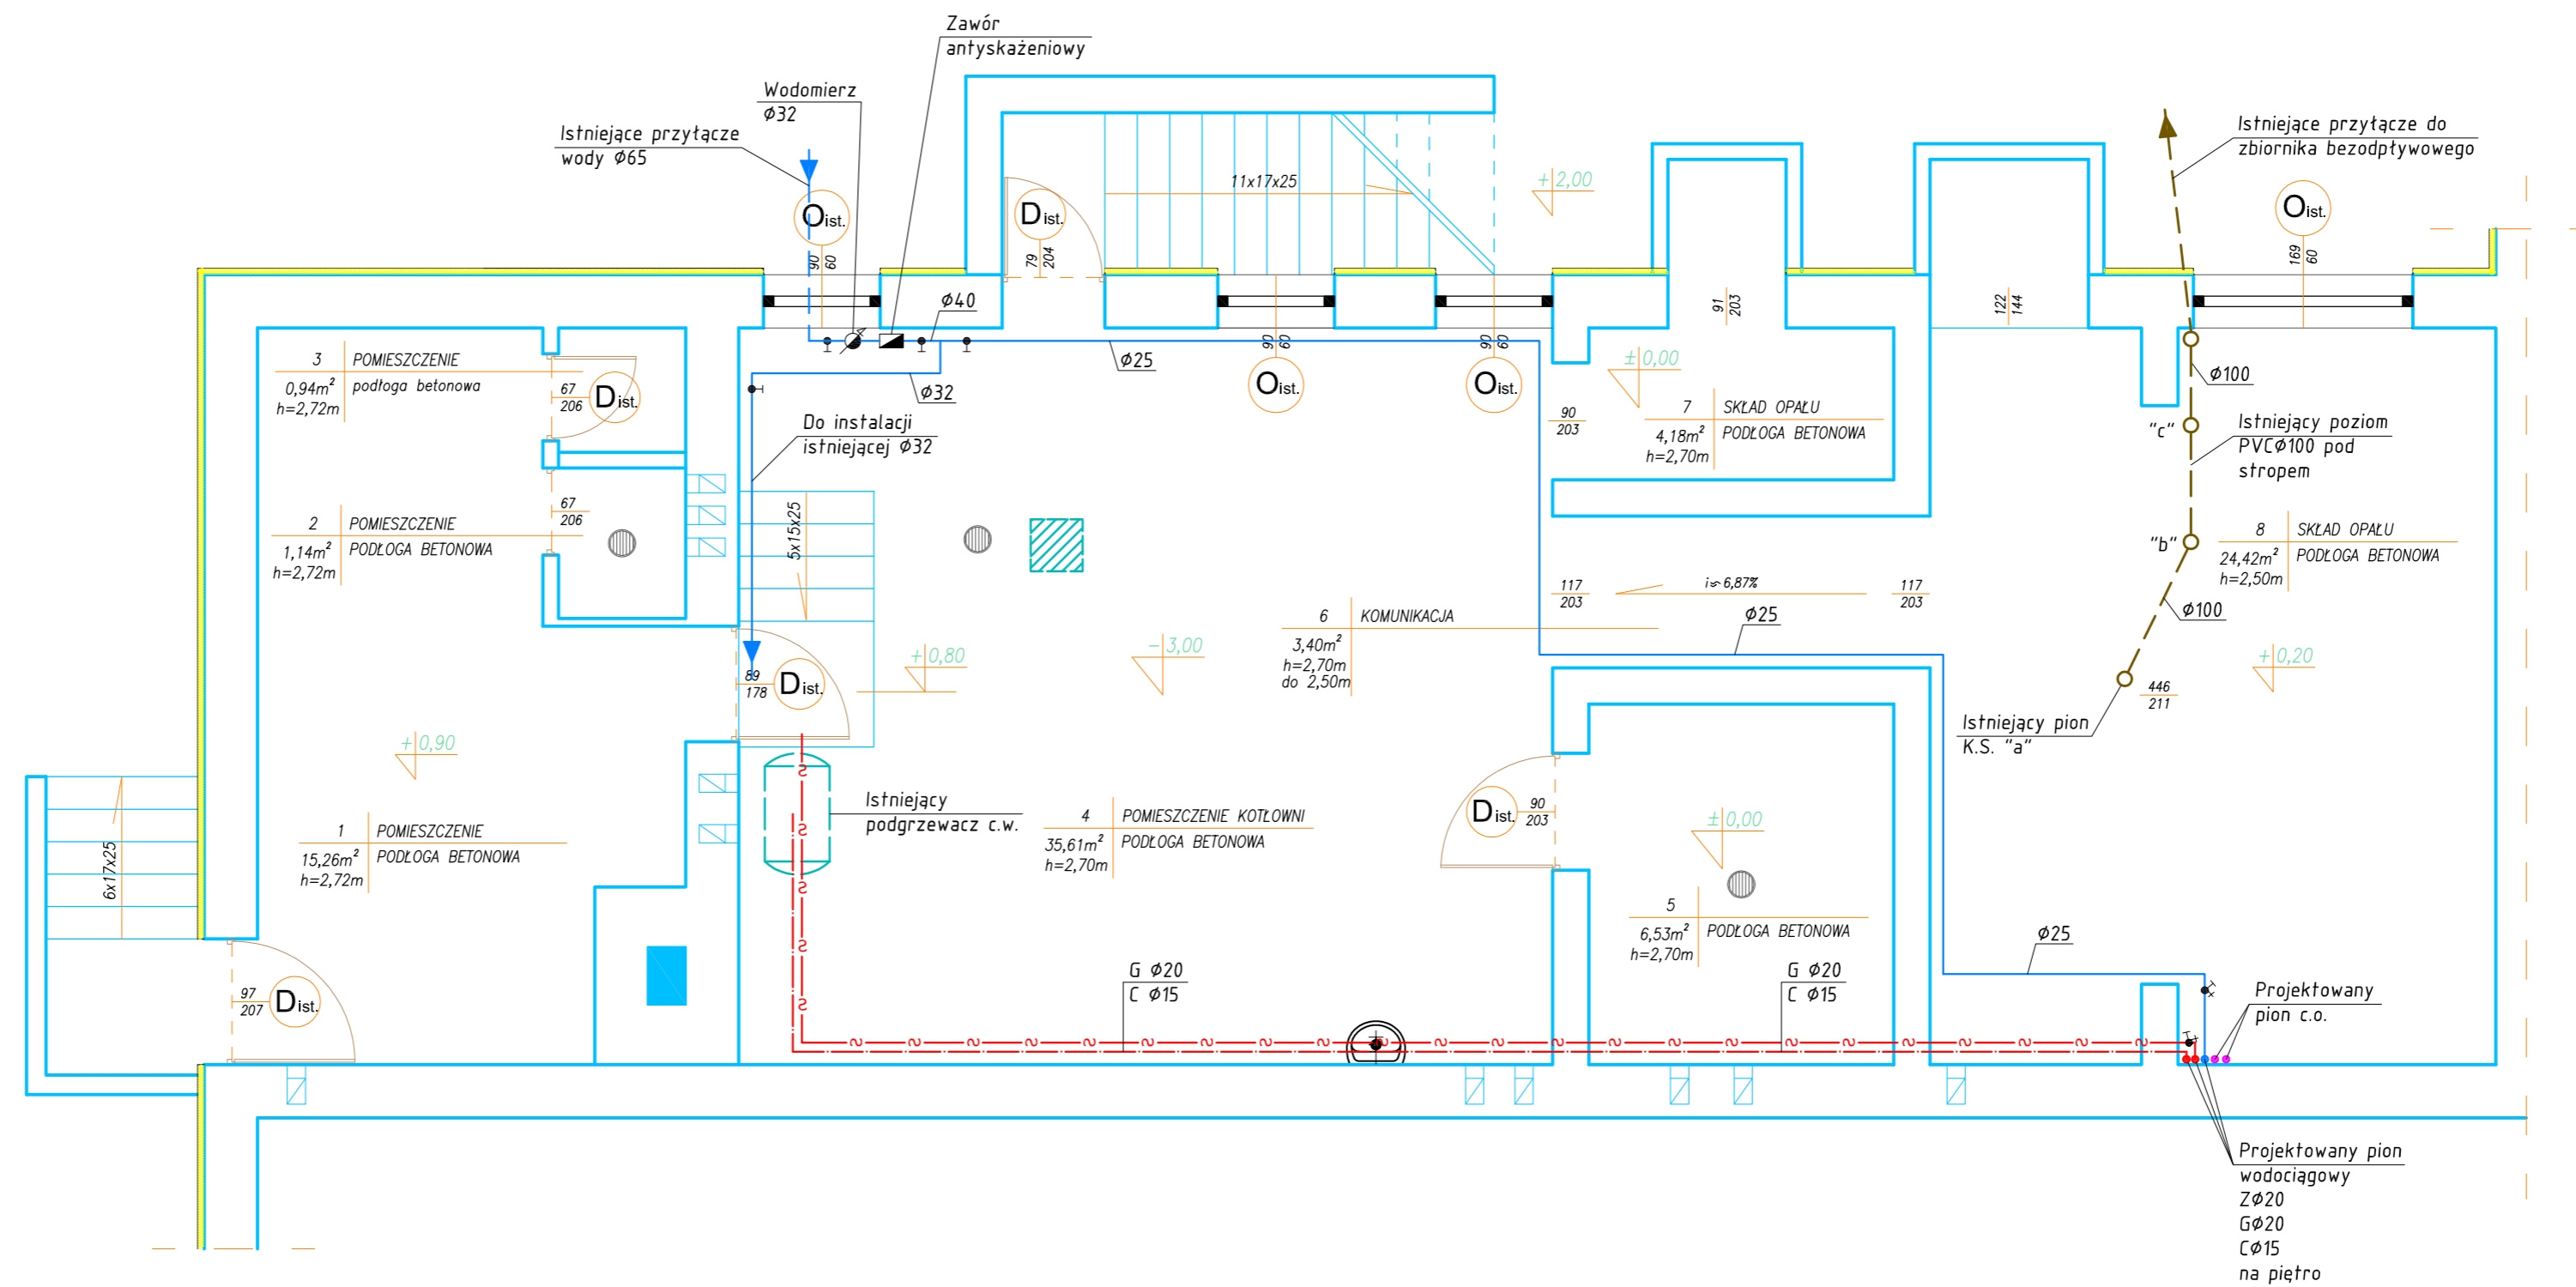 Zawór
antyskażeniowy
Wodomierz
Ø32
Istniejące przyłącze
wody Ø65
Istniejące przyłącze do
zbiornika bezodpływowego
11x17x25
+2,00
Oist.
90
60
Dist.
79
204
Oist.
169
60
Ø40
Ø25
Ø32
90
60
Oist.
90
60
Oist.
91
203
122
144
±0,00
Ø100
3 POMIESZCZENIE
0,94m² podłoga betonowa
h=2,72m
67
206
Dist.
Do instalacji
istniejącej Ø32
90
203
7 SKŁAD OPAŁU
4,18m² PODŁOGA BETONOWA
h=2,70m
"c"
Istniejący poziom
PVCØ100 pod
stropem
2 POMIESZCZENIE
1,14m² PODŁOGA BETONOWA
h=2,72m
67
206
5x15x25
"b"
8 SKŁAD OPAŁU
24,42m² PODŁOGA BETONOWA
h=2,50m
117
203
i≈6,87%
117
203
Ø25
Ø100
6 KOMUNIKACJA
3,40m²
h=2,70m
do 2,50m
+0,80
-3,00
+0,20
89
178
Dist.
446
211
Istniejący pion
K.S. "a"
+0,90
Istniejący
podgrzewacz c.w.
4 POMIESZCZENIE KOTŁOWNI
35,61m² PODŁOGA BETONOWA
h=2,70m
Dist.
90
203
±0,00
1 POMIESZCZENIE
15,26m² PODŁOGA BETONOWA
h=2,72m
6x17x25
5
6,53m² PODŁOGA BETONOWA
h=2,70m
Ø25
97
207
Dist.
G Ø20
C Ø15
G Ø20
C Ø15
Projektowany
pion c.o.
Projektowany pion
wodociągowy
ZØ20
GØ20
CØ15
na piętro